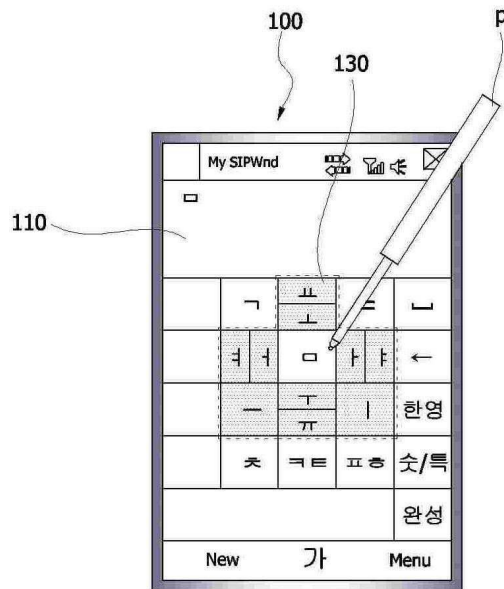 p
100
130
My SIPWnd
ㅁ
110
ㅛ
ㄱ ㅗ ⎵
ㅕ ㅓ ㅁ ㅏ ㅑ ←
ㅡ ㅜ ㅣ 한영
ㅠ
ㅊ ㅋㅌ ㅍㅎ 숫/특
완성
New 가 Menu